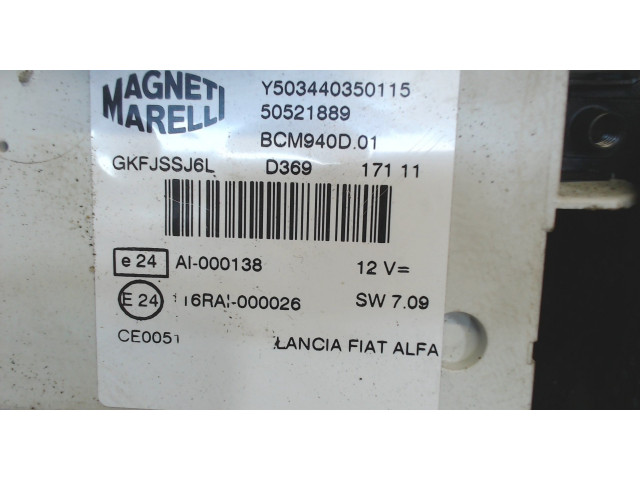 MAGNETI
MARELLI
Y503440350115
50521889
BCM940D.01
GKFJSSJ6L D369 171 11
e 24 AI-000138 12 V=
E 24 116RAI-000026 SW 7.09
CE0051 LANCIA FIAT ALFA